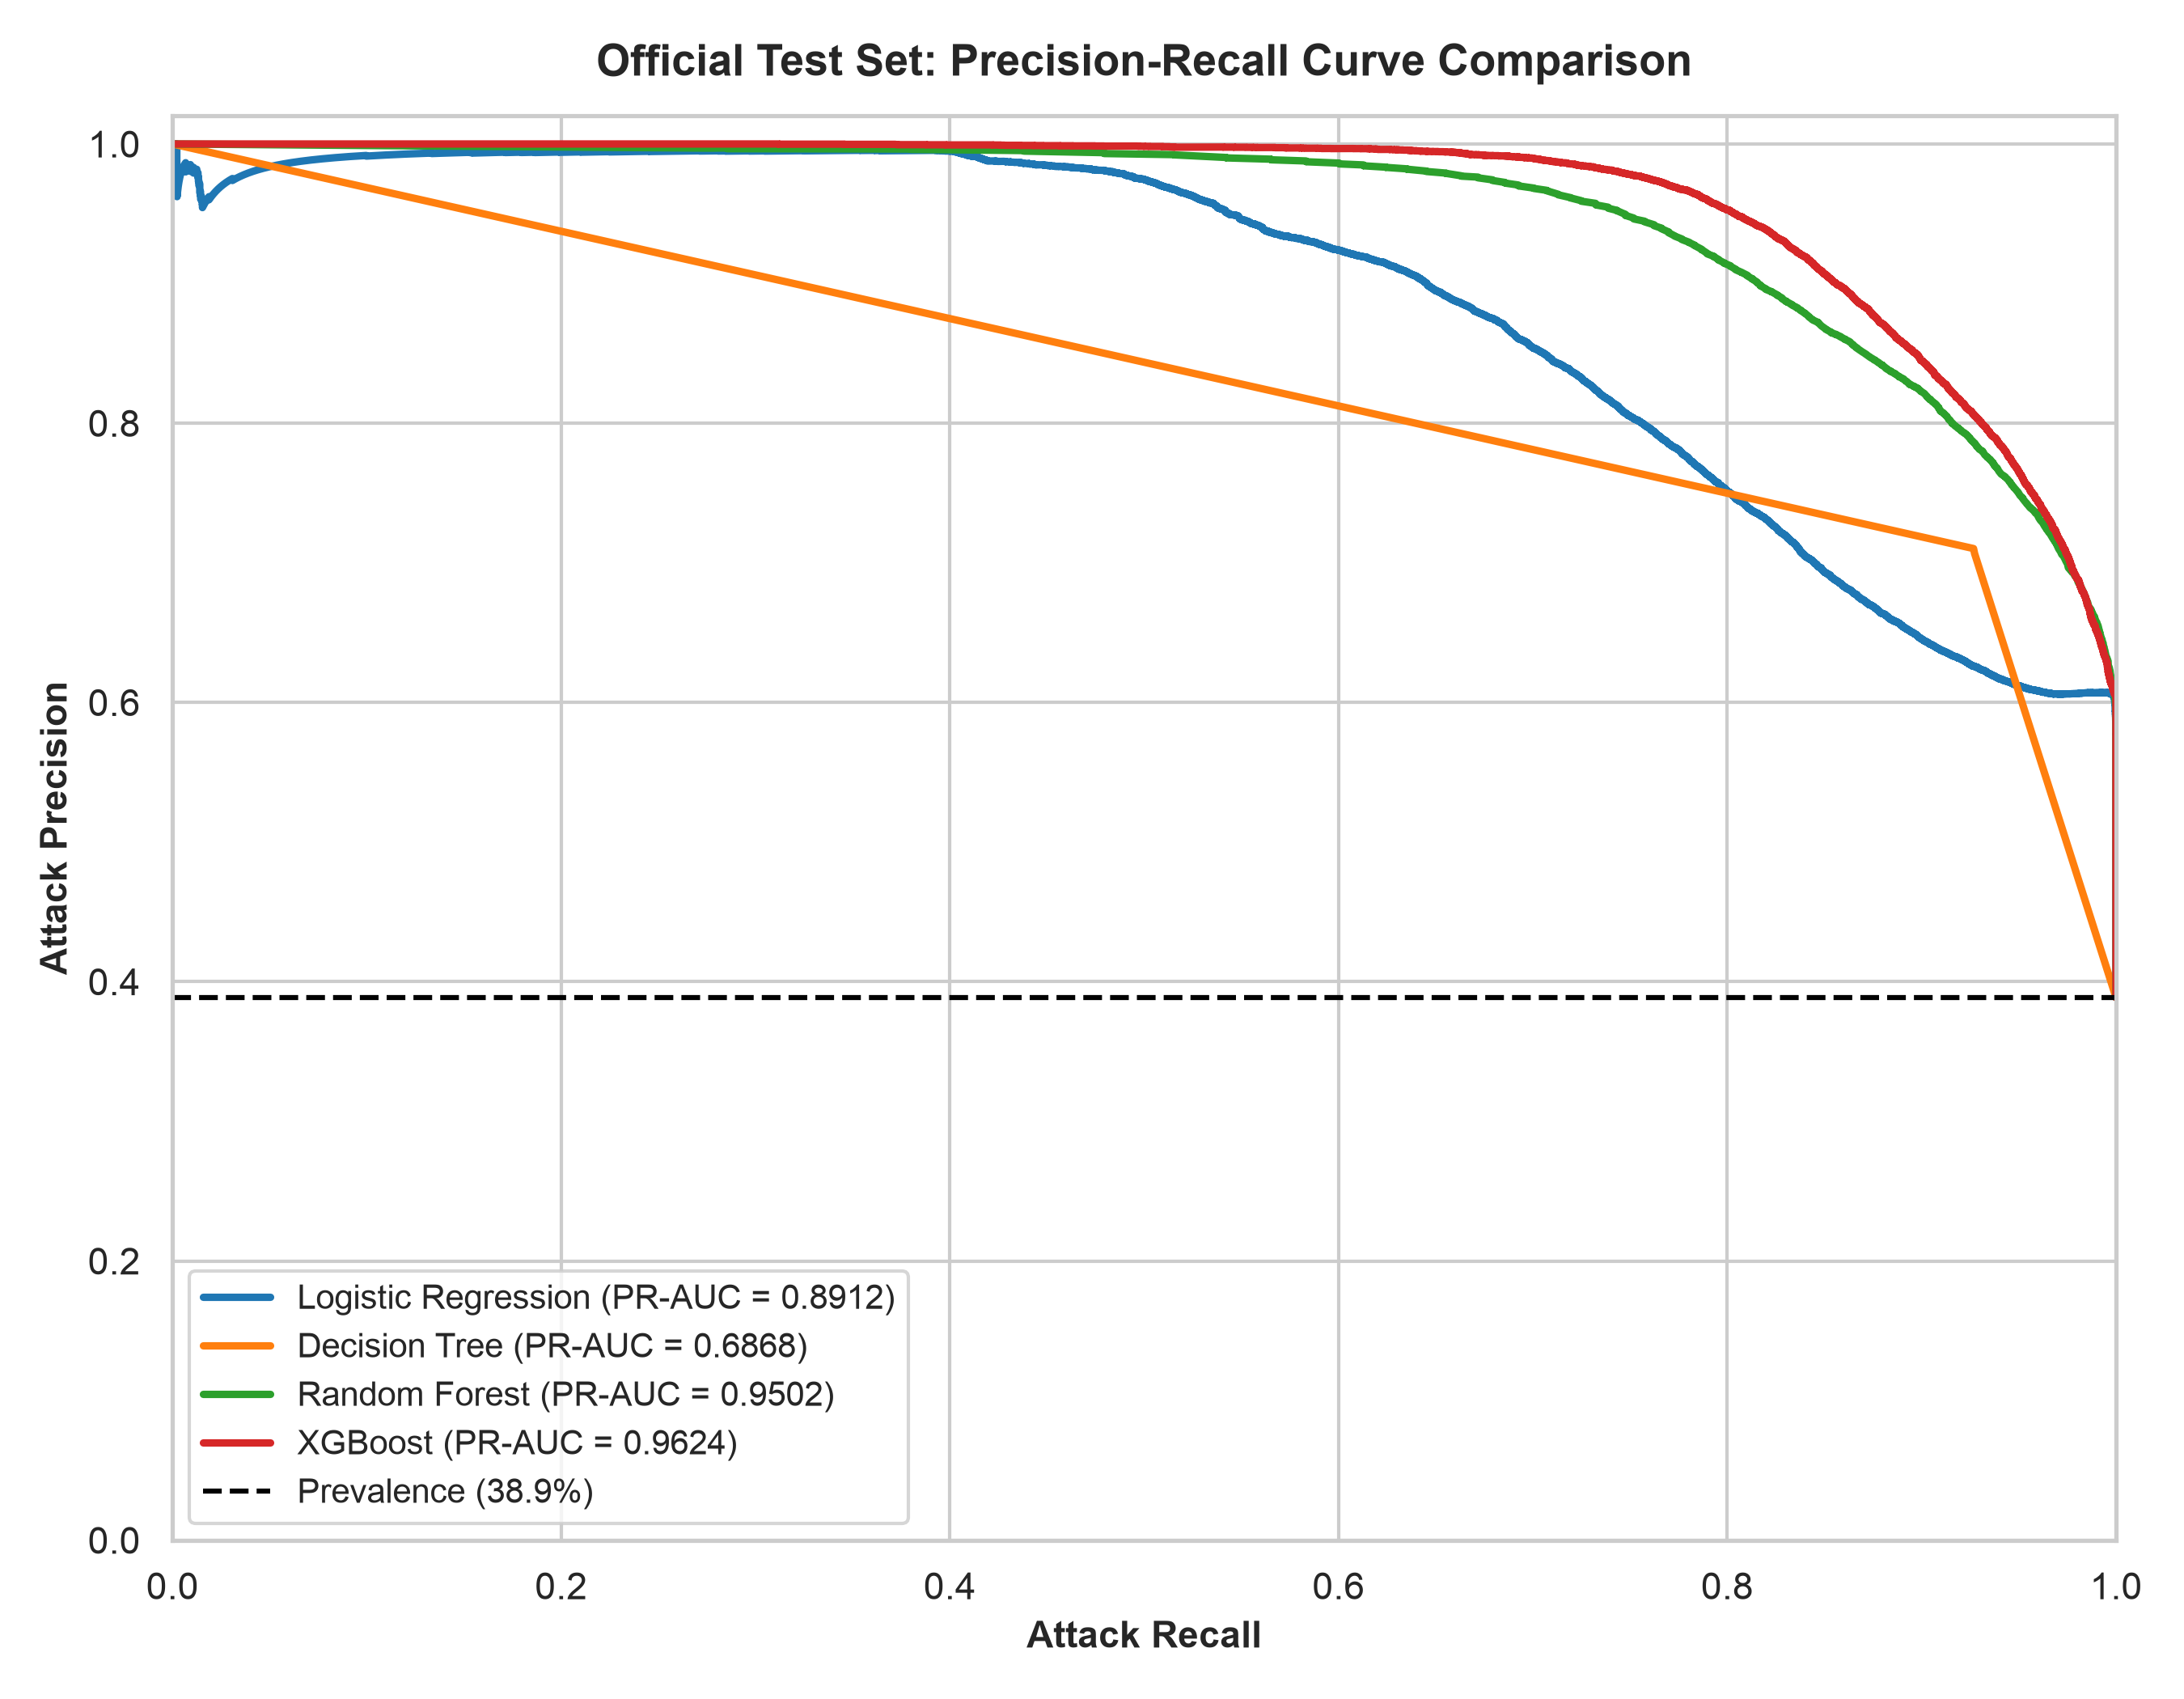 Official Test Set: Precision-Recall Curve Comparison
Attack Precision
1.0
0.8
0.6
0.4
0.2
0.0
Logistic Regression (PR-AUC = 0.8912)
Decision Tree (PR-AUC = 0.6868)
Random Forest (PR-AUC = 0.9502)
XGBoost (PR-AUC = 0.9624)
Prevalence (38.9%)
0.0 0.2 0.4 0.6 0.8 1.0
Attack Recall